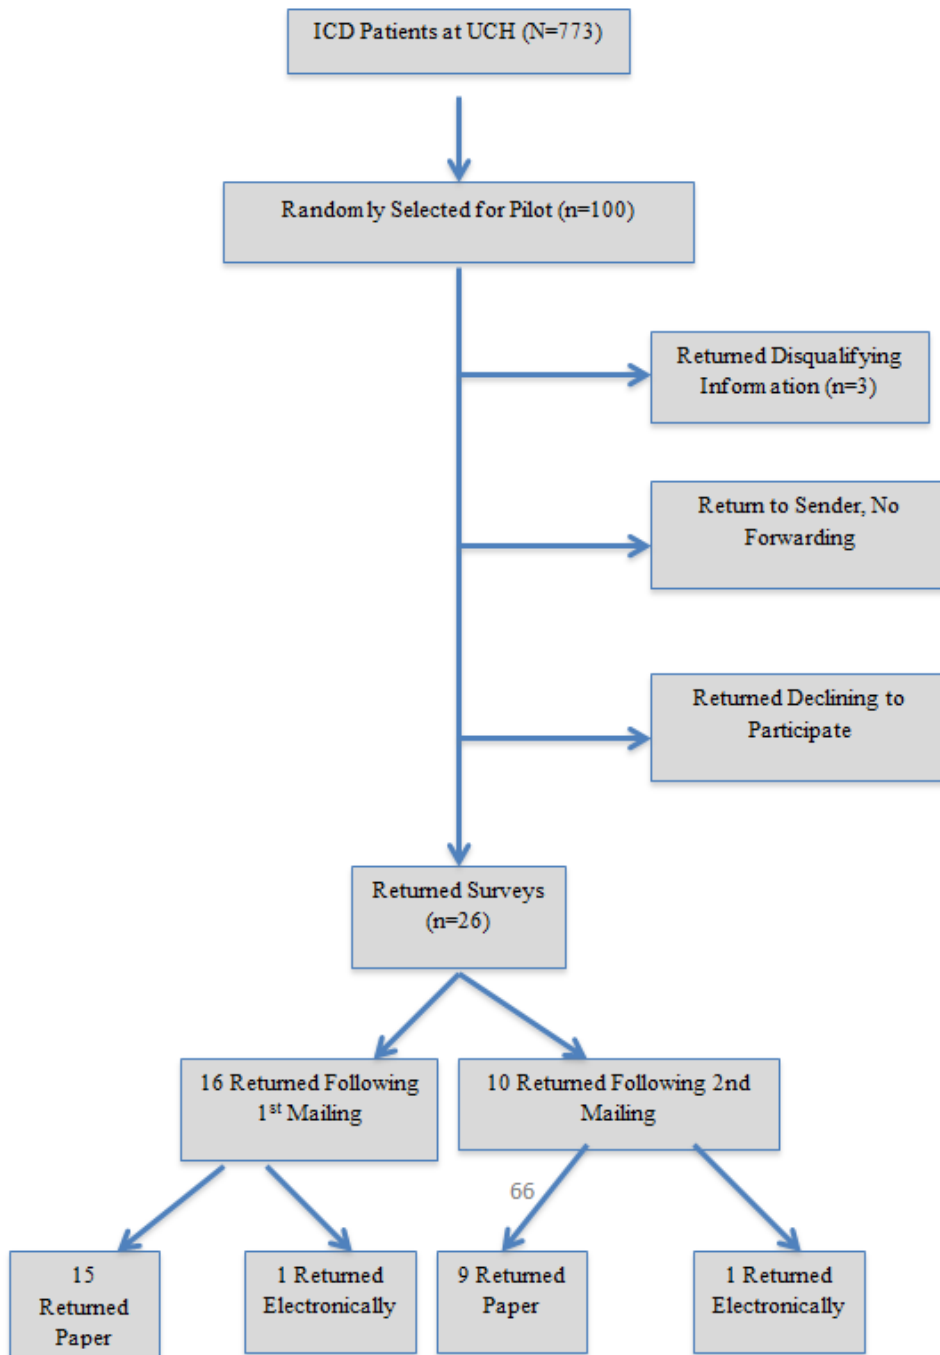 ICD Patients at UCH (N=773)
Randomly Selected for Pilot (n=100)
Returned Disqualifying
Information (n=3)
Return to Sender, No
Forwarding
Returned Declining to
Participate
Returned Surveys
(n=26)
16 Returned Following
1st Mailing
10 Returned Following 2nd
Mailing
66
15
Returned
Paper
1 Returned
Electronically
9 Returned
Paper
1 Returned
Electronically